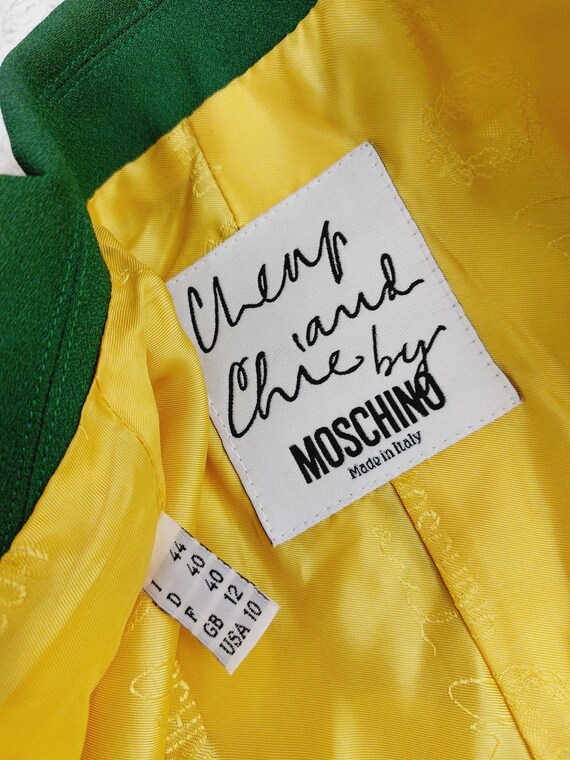 Cheap
and
Chic by
MOSCHINO
Made in Italy
I 44
D 40
F 40
GB 12
USA 10